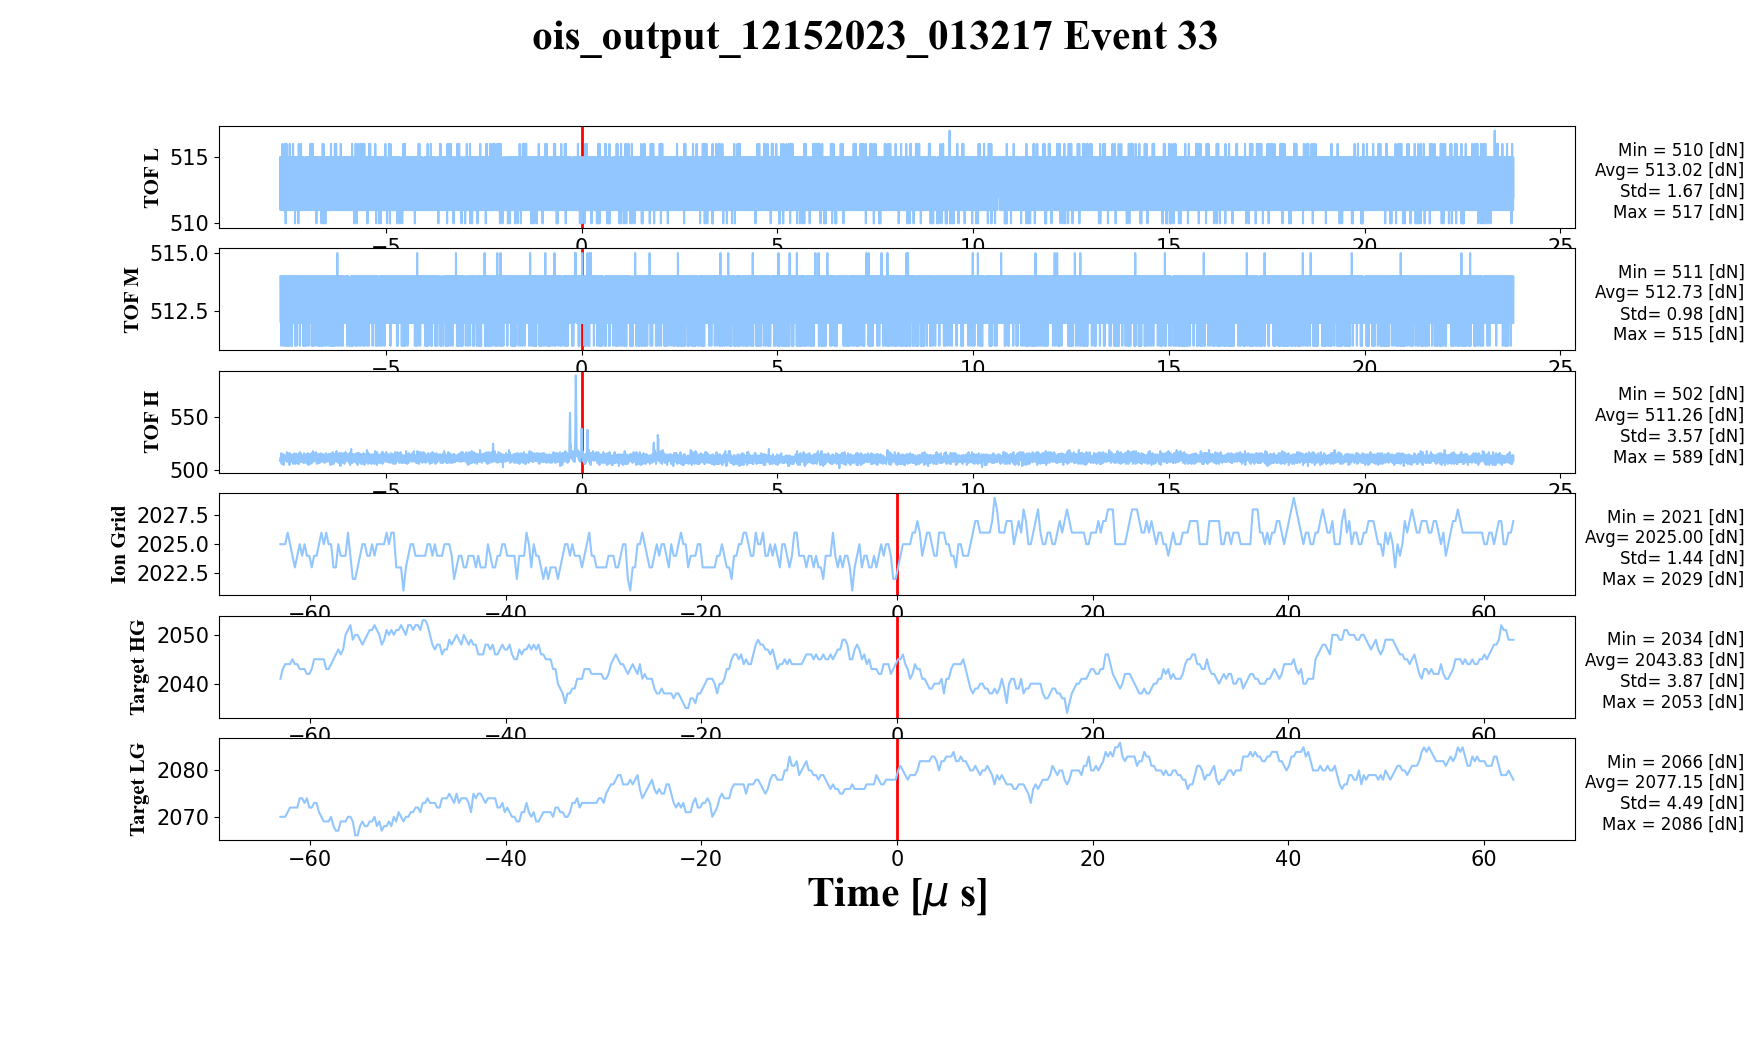 ois_output_12152023_013217 Event 33
TOF L
515
510
−5
0
5
10
15
20
25
Min = 510 [dN]
Avg= 513.02 [dN]
Std= 1.67 [dN]
Max = 517 [dN]
TOF M
515.0
512.5
−5
0
5
10
15
20
25
Min = 511 [dN]
Avg= 512.73 [dN]
Std= 0.98 [dN]
Max = 515 [dN]
TOF H
550
500
−5
0
5
10
15
20
25
Min = 502 [dN]
Avg= 511.26 [dN]
Std= 3.57 [dN]
Max = 589 [dN]
Ion Grid
2027.5
2025.0
2022.5
−60
−40
−20
0
20
40
60
Min = 2021 [dN]
Avg= 2025.00 [dN]
Std= 1.44 [dN]
Max = 2029 [dN]
Target HG
2050
2040
−60
−40
−20
0
20
40
60
Min = 2034 [dN]
Avg= 2043.83 [dN]
Std= 3.87 [dN]
Max = 2053 [dN]
Target LG
2080
2070
−60
−40
−20
0
20
40
60
Min = 2066 [dN]
Avg= 2077.15 [dN]
Std= 4.49 [dN]
Max = 2086 [dN]
Time [μ s]